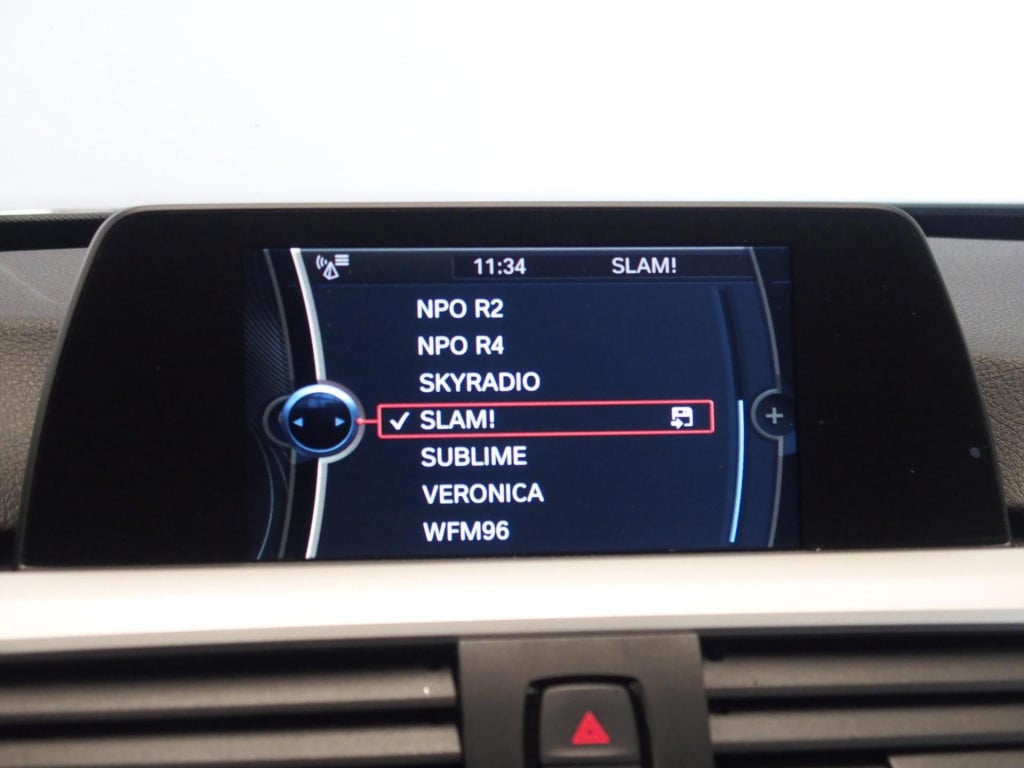 11:34 SLAM!
NPO R2
NPO R4
SKYRADIO
SLAM!
SUBLIME
VERONICA
WFM96